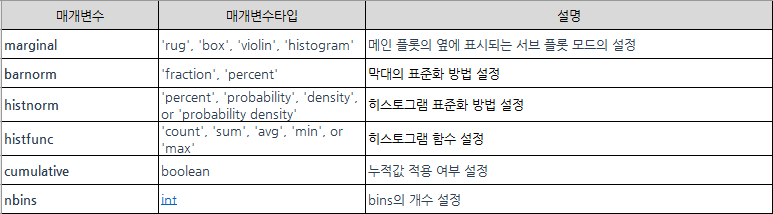 매개변수 매개변수타입 설명
marginal 'rug', 'box', 'violin', 'histogram' 메인 플롯의 옆에 표시되는 서브 플롯 모드의 설정
barnorm 'fraction', 'percent' 막대의 표준화 방법 설정
histnorm 'percent', 'probability', 'density', 히스토그램 표준화 방법 설정
or 'probability density'
histfunc 'count', 'sum', 'avg', 'min', or 히스토그램 함수 설정
'max'
cumulative boolean 누적값 적용 여부 설정
nbins int bins의 개수 설정